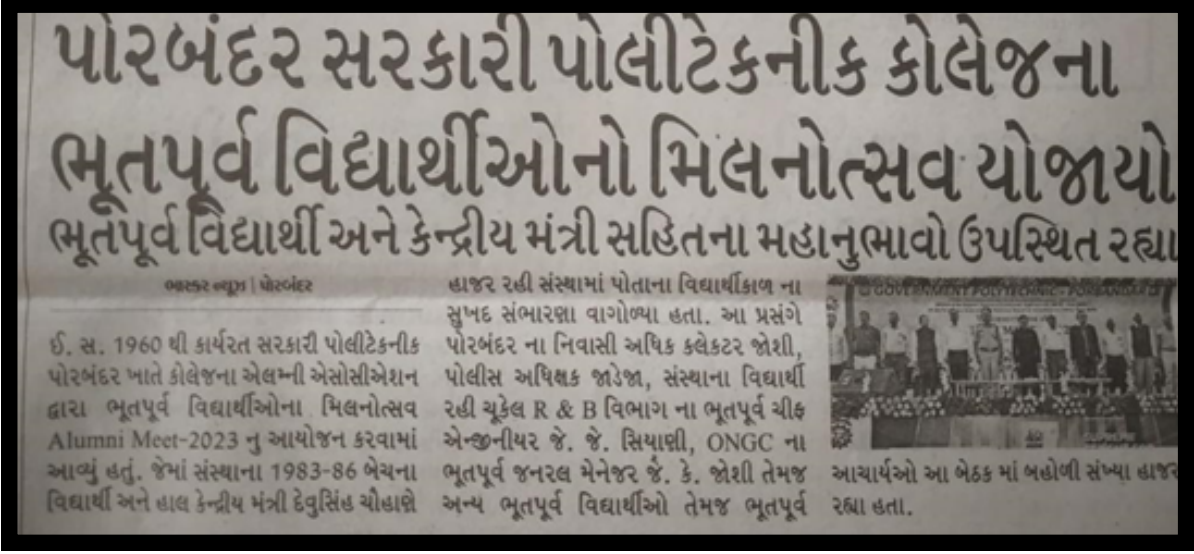 પોરબંદર સરકારી પોલીટેકનીક કોલેજના
ભૂતપૂર્વ વિદ્યાર્થીઓનો મિલનોત્સવ યોજાયો
ભૂતપૂર્વ વિદ્યાર્થી અને કેન્દ્રીય મંત્રી સહિતના મહાનુભાવો ઉપસ્થિત રહ્યા
ભાસ્કર ન્યૂઝ | પોરબંદર
ઈ. સ. 1960 થી કાર્યરત સરકારી પોલીટેકનીક
પોરબંદર ખાતે કોલેજના એલમ્ની એસોસીએશન
દ્વારા ભૂતપૂર્વ વિદ્યાર્થીઓના મિલનોત્સવ
Alumni Meet-2023 નુ આયોજન કરવામાં
આવ્યું હતું. જેમાં સંસ્થાના 1983-86 બેચના
વિદ્યાર્થી અને હાલ કેન્દ્રીય મંત્રી દેવુસિંહ ચૌહાણે
હાજર રહી સંસ્થામાં પોતાના વિદ્યાર્થીકાળ ના
સુખદ સંભારણા વાગોળ્યા હતા. આ પ્રસંગે
પોરબંદર ના નિવાસી અધિક કલેકટર જોશી,
પોલીસ અધિક્ષક જાડેજા, સંસ્થાના વિદ્યાર્થી
રહી ચૂકેલ R & B વિભાગ ના ભૂતપૂર્વ ચીફ
એન્જીનીયર જે. જે. સિયાણી, ONGC ના
ભૂતપૂર્વ જનરલ મેનેજર જે. કે. જોશી તેમજ
અન્ય ભૂતપૂર્વ વિદ્યાર્થીઓ તેમજ ભૂતપૂર્વ
GOVERNMENT POLYTECHNIC- PORBANDAR
આચાર્યઓ આ બેઠક માં બહોળી સંખ્યા હાજર
રહ્યા હતા.